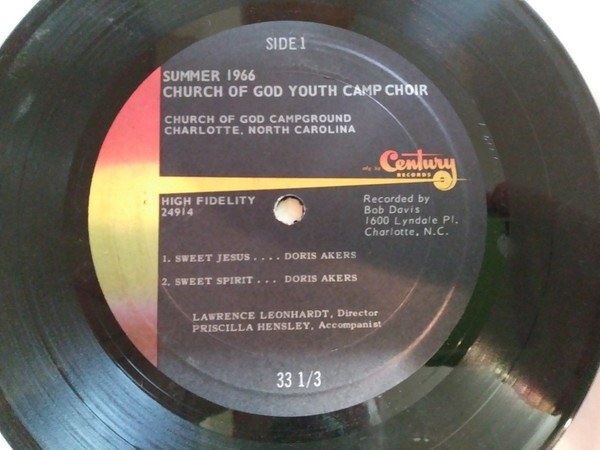 SIDE 1
SUMMER 1966
CHURCH OF GOD YOUTH CAMP CHOIR
CHURCH OF GOD CAMPGROUND
CHARLOTTE, NORTH CAROLINA
mfg. by Century
RECORDS
HIGH FIDELITY
24914
Recorded by
Bob Davis
1600 Lyndale Pl.
Charlotte, N.C.
1. SWEET JESUS . . . . DORIS AKERS
2. SWEET SPIRIT . . . DORIS AKERS
LAWRENCE LEONHARDT, Director
PRISCILLA HENSLEY, Accompanist
33 1/3